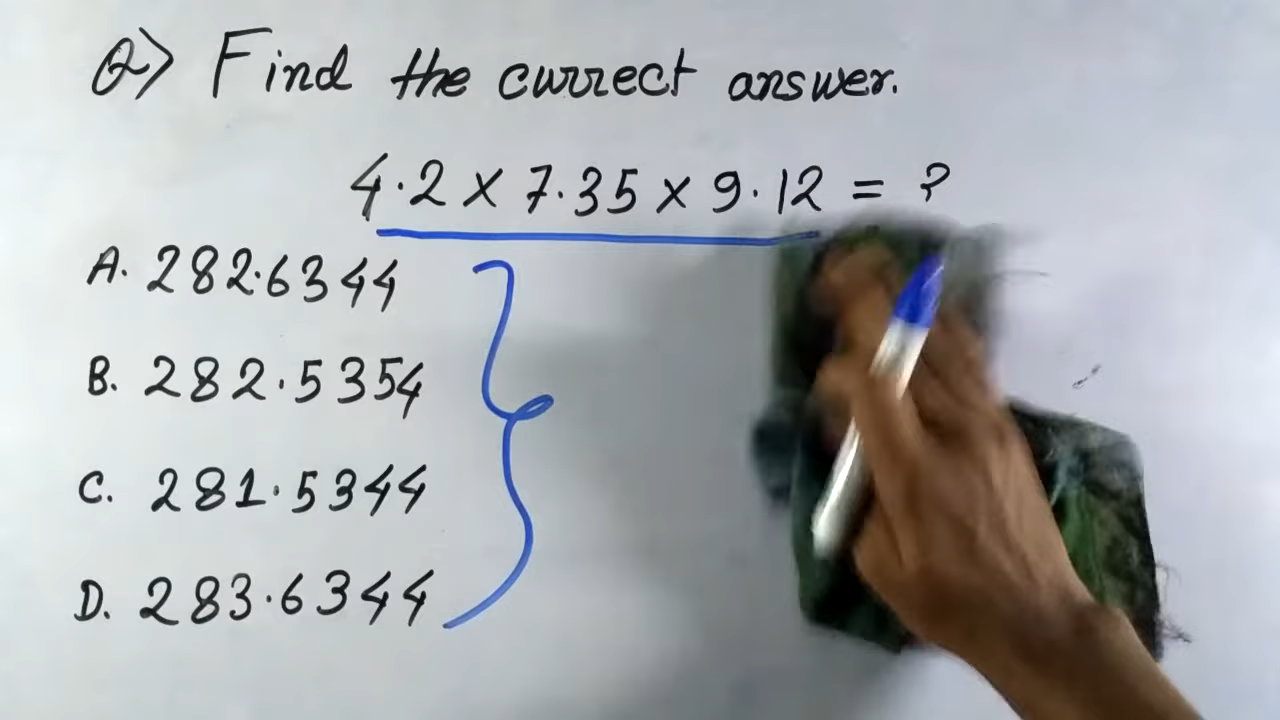 Q> Find the currect answer.
4.2 × 7.35 × 9.12 = ?
A. 282.6344
B. 282.5354
C. 281.5344
D. 283.6344